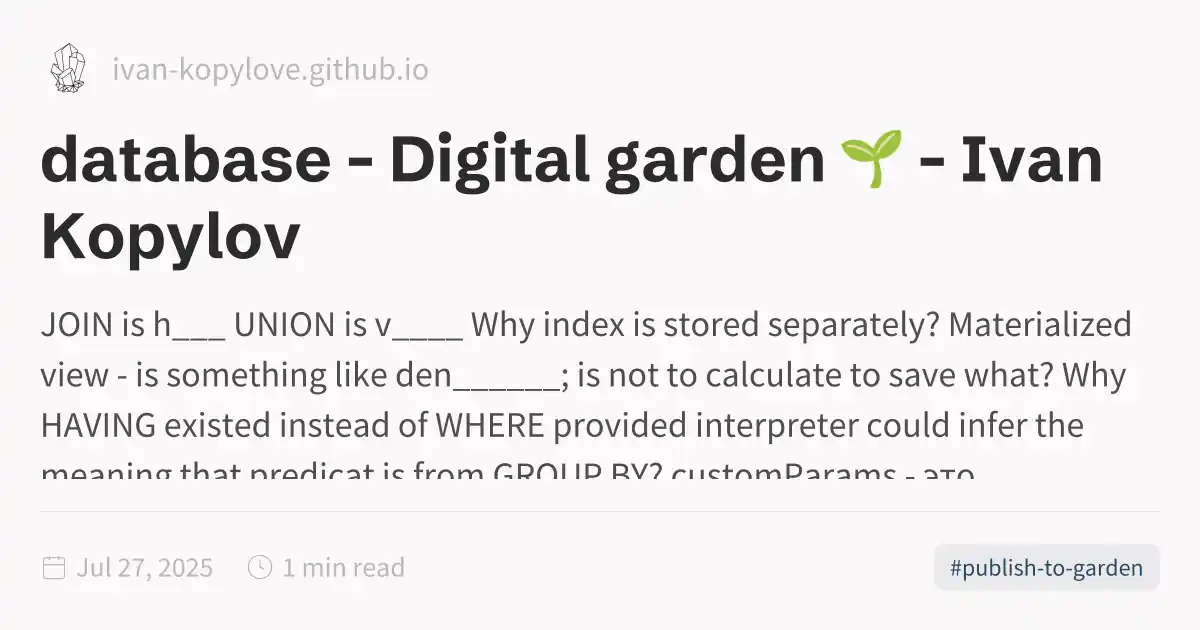 ivan-kopylove.github.io
database - Digital garden 🌱 - Ivan
Kopylov
JOIN is h___ UNION is v____ Why index is stored separately? Materialized
view - is something like den______; is not to calculate to save what? Why
HAVING existed instead of WHERE provided interpreter could infer the
meaning that predicat is from GROUP BY? customParams - это
Jul 27, 2025 1 min read #publish-to-garden